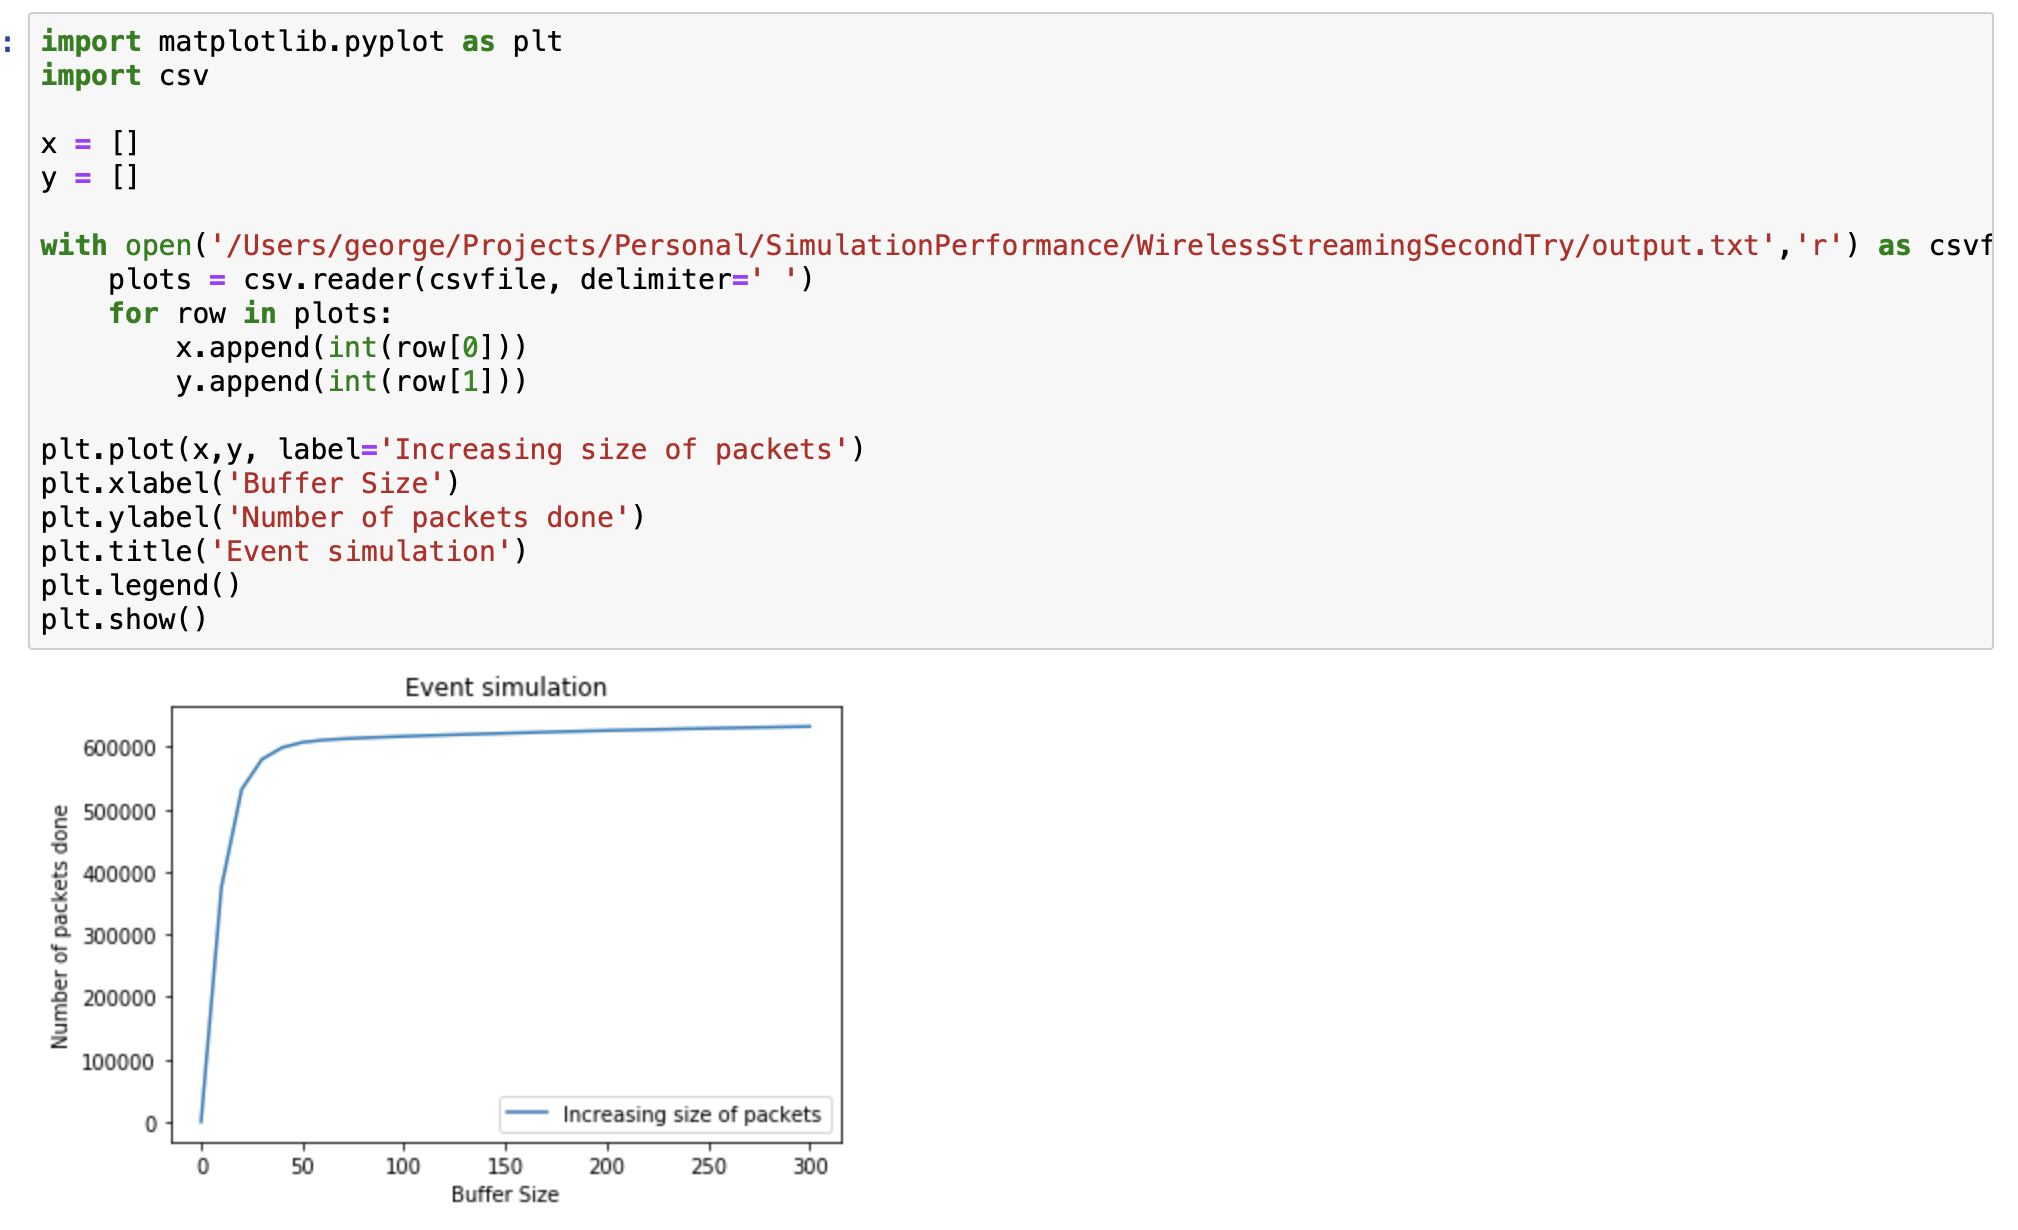 :
import matplotlib.pyplot as plt
import csv
x = []
y = []
with open('/Users/george/Projects/Personal/SimulationPerformance/WirelessStreamingSecondTry/output.txt','r') as csvf
    plots = csv.reader(csvfile, delimiter=' ')
    for row in plots:
        x.append(int(row[0]))
        y.append(int(row[1]))
plt.plot(x,y, label='Increasing size of packets')
plt.xlabel('Buffer Size')
plt.ylabel('Number of packets done')
plt.title('Event simulation')
plt.legend()
plt.show()
Event simulation
Number of packets done
600000
500000
400000
300000
200000
100000
0
Increasing size of packets
0 50 100 150 200 250 300
Buffer Size